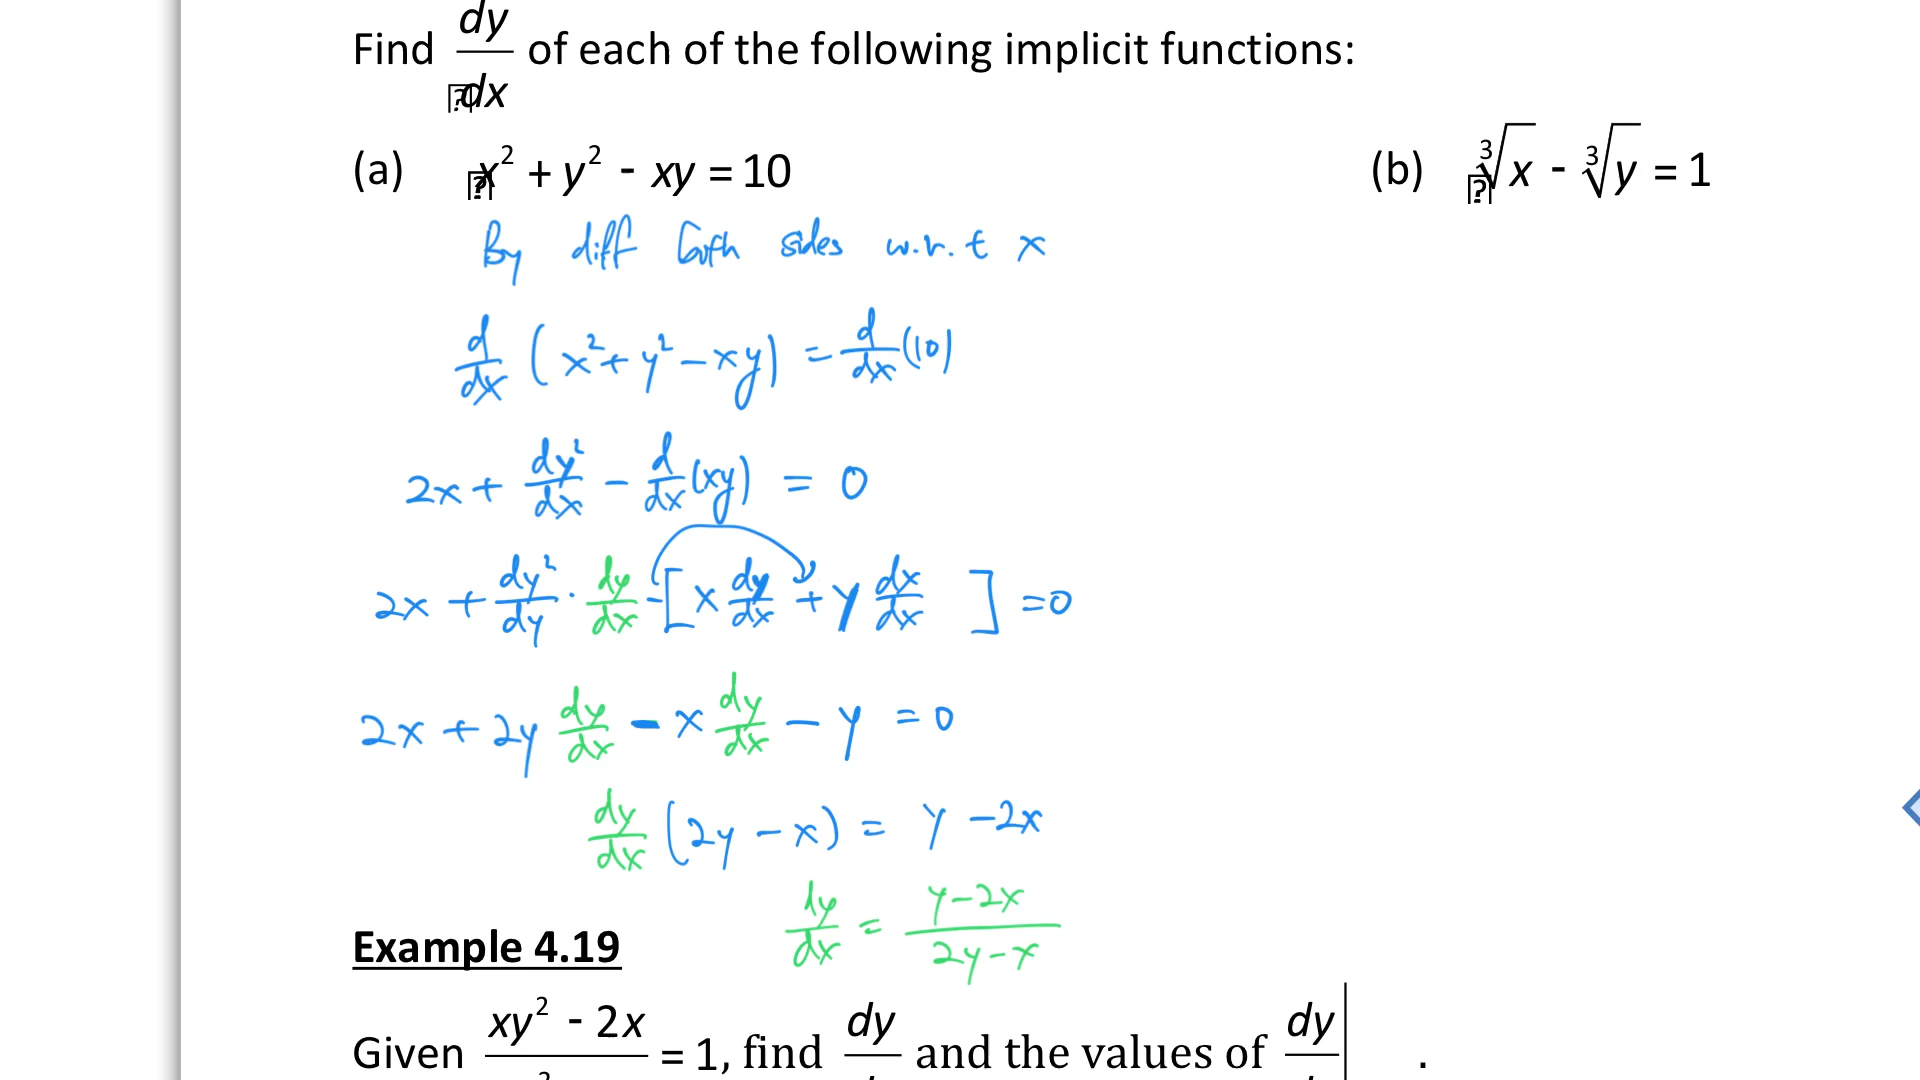 Find dy/dx of each of the following implicit functions:
(a) x² + y² - xy = 10 (b) ∛x - ∛y = 1
By diff both sides w.r.t x
d/dx (x² + y² - xy) = d/dx (10)
2x + dy²/dx - d/dx (xy) = 0
2x + dy²/dy · dy/dx - [x dy/dx + y dx/dx] = 0
2x + 2y dy/dx - x dy/dx - y = 0
dy/dx (2y - x) = y - 2x
dy/dx = (y - 2x)/(2y - x)
Example 4.19
Given xy² - 2x = 1, find dy and the values of dy .